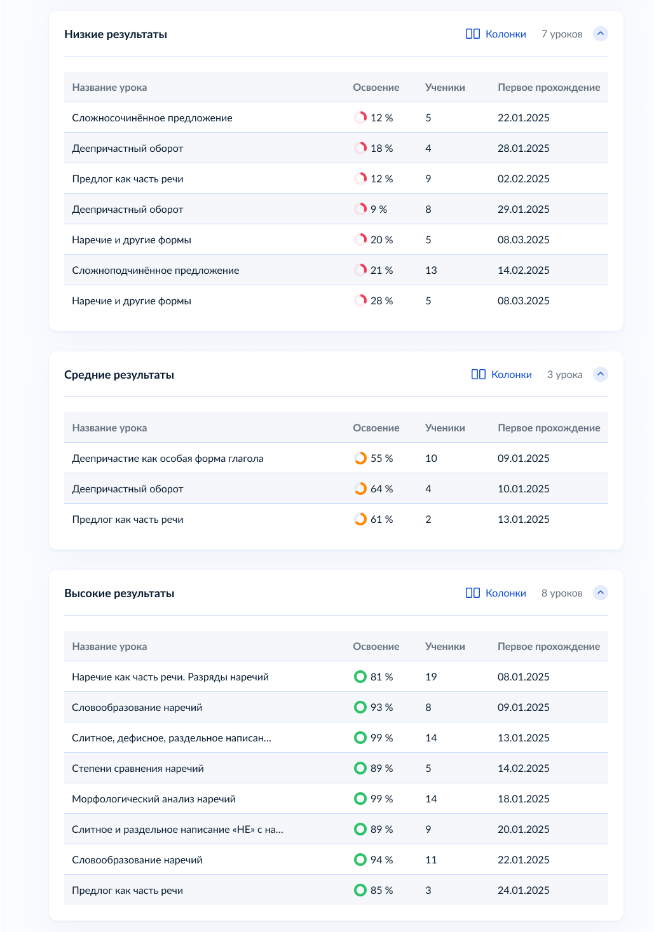 Низкие результаты Колонки 7 уроков
Название урока Освоение Ученики Первое прохождение
Сложносочинённое предложение 12 % 5 22.01.2025
Деепричастный оборот 18 % 4 28.01.2025
Предлог как часть речи 12 % 9 02.02.2025
Деепричастный оборот 9 % 8 29.01.2025
Наречие и другие формы 20 % 5 08.03.2025
Сложноподчинённое предложение 21 % 13 14.02.2025
Наречие и другие формы 28 % 5 08.03.2025
Средние результаты Колонки 3 урока
Название урока Освоение Ученики Первое прохождение
Деепричастие как особая форма глагола 55 % 10 09.01.2025
Деепричастный оборот 64 % 4 10.01.2025
Предлог как часть речи 61 % 2 13.01.2025
Высокие результаты Колонки 8 уроков
Название урока Освоение Ученики Первое прохождение
Наречие как часть речи. Разряды наречий 81 % 19 08.01.2025
Словообразование наречий 93 % 8 09.01.2025
Слитное, дефисное, раздельное написан... 99 % 14 13.01.2025
Степени сравнения наречий 89 % 5 14.02.2025
Морфологический анализ наречий 99 % 14 18.01.2025
Слитное и раздельное написание «НЕ» с на... 89 % 9 20.01.2025
Словообразование наречий 94 % 11 22.01.2025
Предлог как часть речи 85 % 3 24.01.2025